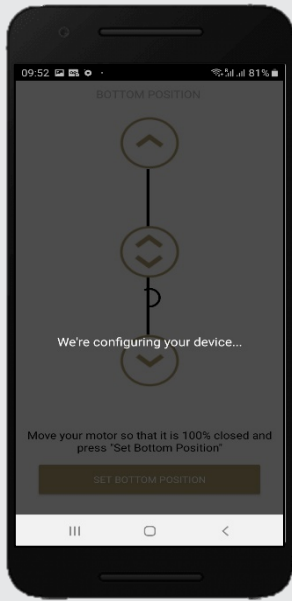 09:52
81%
BOTTOM POSITION
We're configuring your device...
Move your motor so that it is 100% closed and
press "Set Bottom Position"
SET BOTTOM POSITION